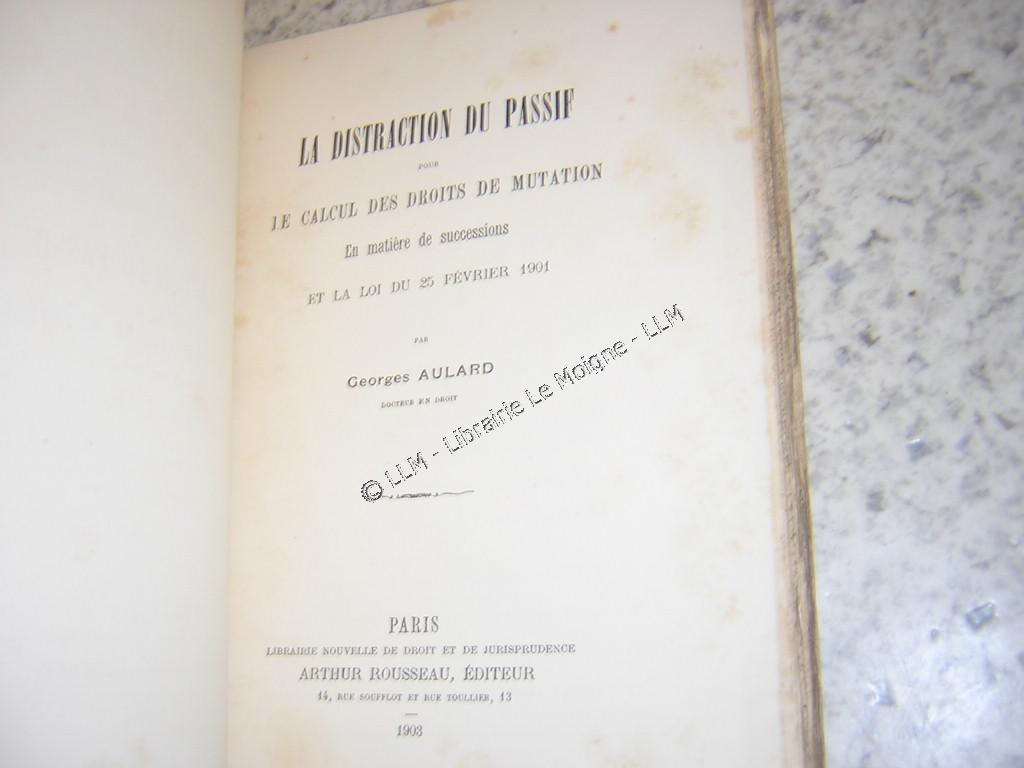 LA DISTRACTION DU PASSIF
POUR
LE CALCUL DES DROITS DE MUTATION
En matière de successions
ET LA LOI DU 25 FÉVRIER 1901
PAR
Georges AULARD
DOCTEUR EN DROIT
© LLM - Librairie Le Moigne - LLM
PARIS
LIBRAIRIE NOUVELLE DE DROIT ET DE JURISPRUDENCE
ARTHUR ROUSSEAU, ÉDITEUR
14, RUE SOUFFLOT ET RUE TOULLIER, 13
1903